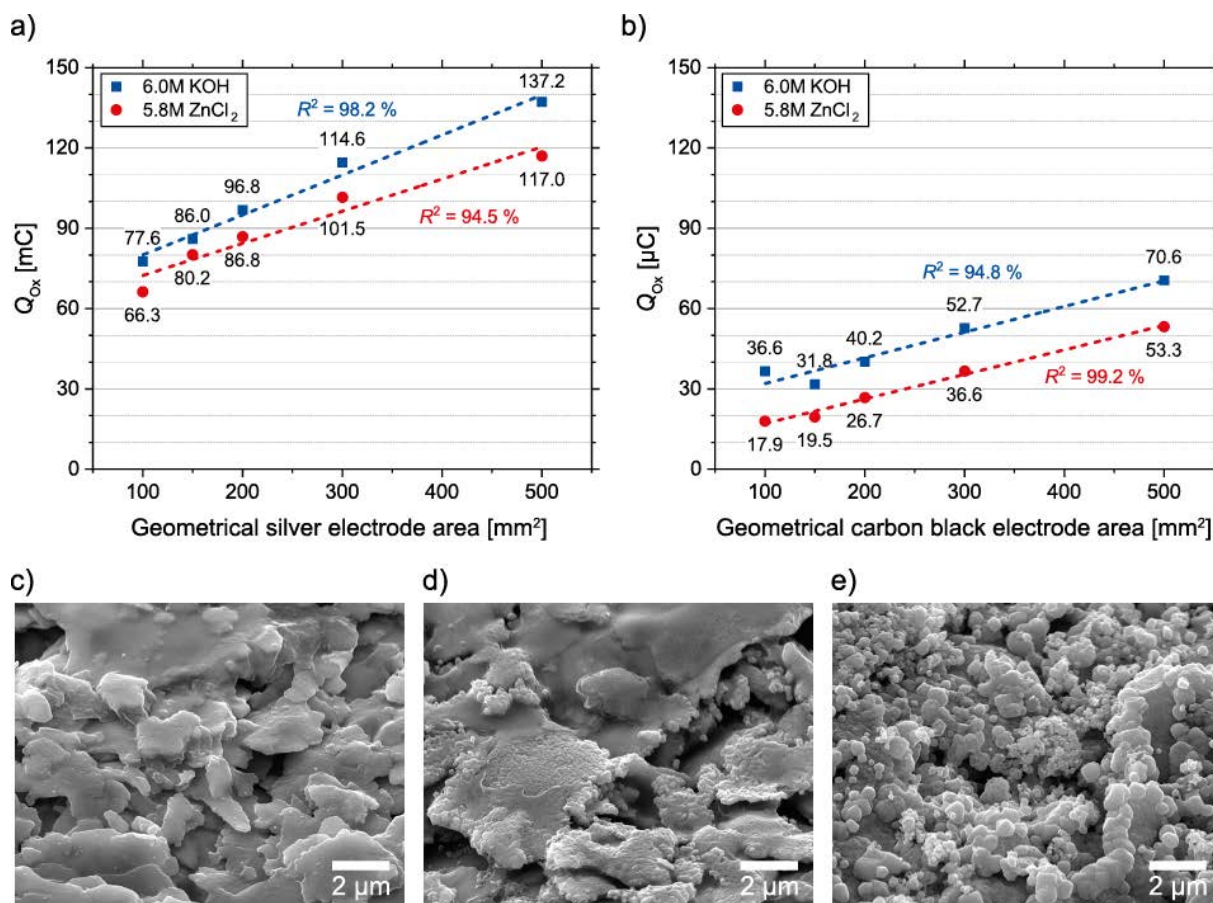 a)
150
120
90
60
30
0
Q_Ox [mC]
6.0M KOH
5.8M ZnCl₂
R² = 98.2 %
R² = 94.5 %
77.6
86.0
96.8
114.6
137.2
66.3
80.2
86.8
101.5
117.0
100 200 300 400 500
Geometrical silver electrode area [mm²]
b)
150
120
90
60
30
0
Q_Ox [µC]
6.0M KOH
5.8M ZnCl₂
R² = 94.8 %
R² = 99.2 %
36.6
31.8
40.2
52.7
70.6
17.9
19.5
26.7
36.6
53.3
100 200 300 400 500
Geometrical carbon black electrode area [mm²]
c)
2 µm
d)
2 µm
e)
2 µm